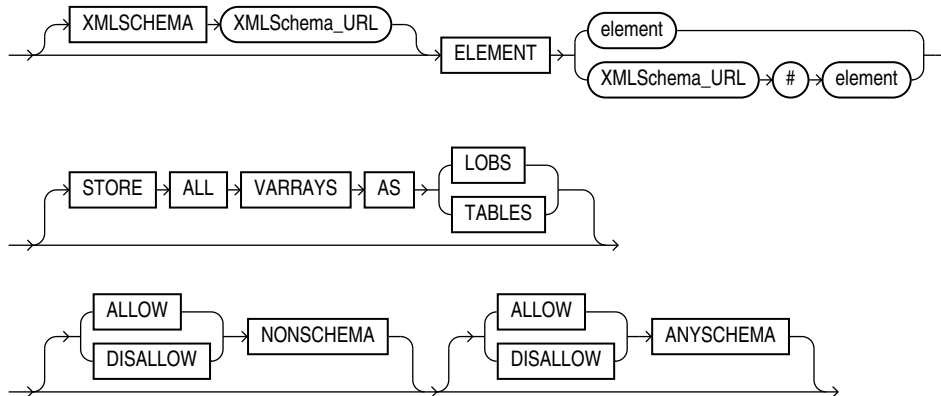 XMLSCHEMA XMLSchema_URL
ELEMENT
element
XMLSchema_URL # element
STORE ALL VARRAYS AS
LOBS
TABLES
ALLOW
DISALLOW
NONSCHEMA
ALLOW
DISALLOW
ANYSCHEMA